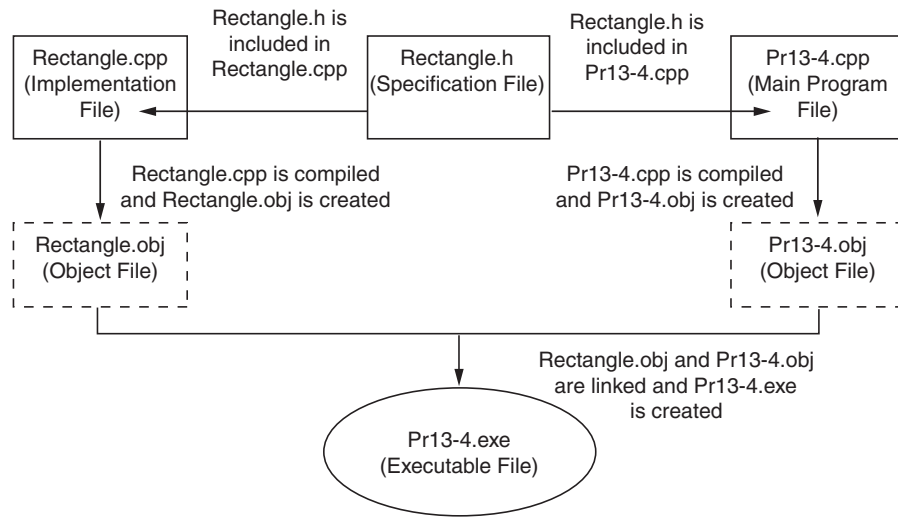 Rectangle.h is
included in
Rectangle.cpp
Rectangle.h is
included in
Pr13-4.cpp
Rectangle.cpp
(Implementation
File)
Rectangle.h
(Specification File)
Pr13-4.cpp
(Main Program
File)
Rectangle.cpp is compiled
and Rectangle.obj is created
Pr13-4.cpp is compiled
and Pr13-4.obj is created
Rectangle.obj
(Object File)
Pr13-4.obj
(Object File)
Rectangle.obj and Pr13-4.obj
are linked and Pr13-4.exe
is created
Pr13-4.exe
(Executable File)